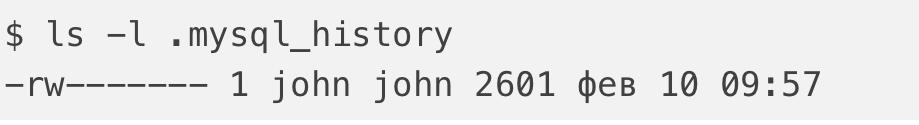 $ ls -l .mysql_history
-rw------- 1 john john 2601 фев 10 09:57